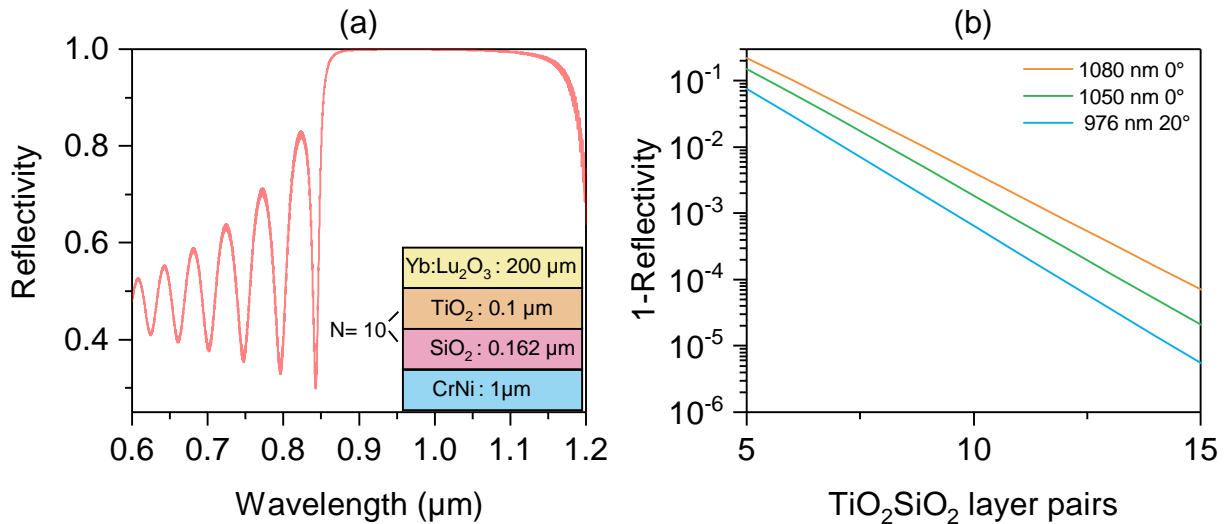 (a)
1.0
0.8
0.6
0.4
Reflectivity
0.6 0.7 0.8 0.9 1.0 1.1 1.2
Wavelength (µm)
Yb:Lu₂O₃ : 200 µm
TiO₂ : 0.1 µm
N= 10
SiO₂ : 0.162 µm
CrNi : 1µm
(b)
10⁻¹
10⁻²
10⁻³
10⁻⁴
10⁻⁵
10⁻⁶
1-Reflectivity
1080 nm 0°
1050 nm 0°
976 nm 20°
5 10 15
TiO₂SiO₂ layer pairs